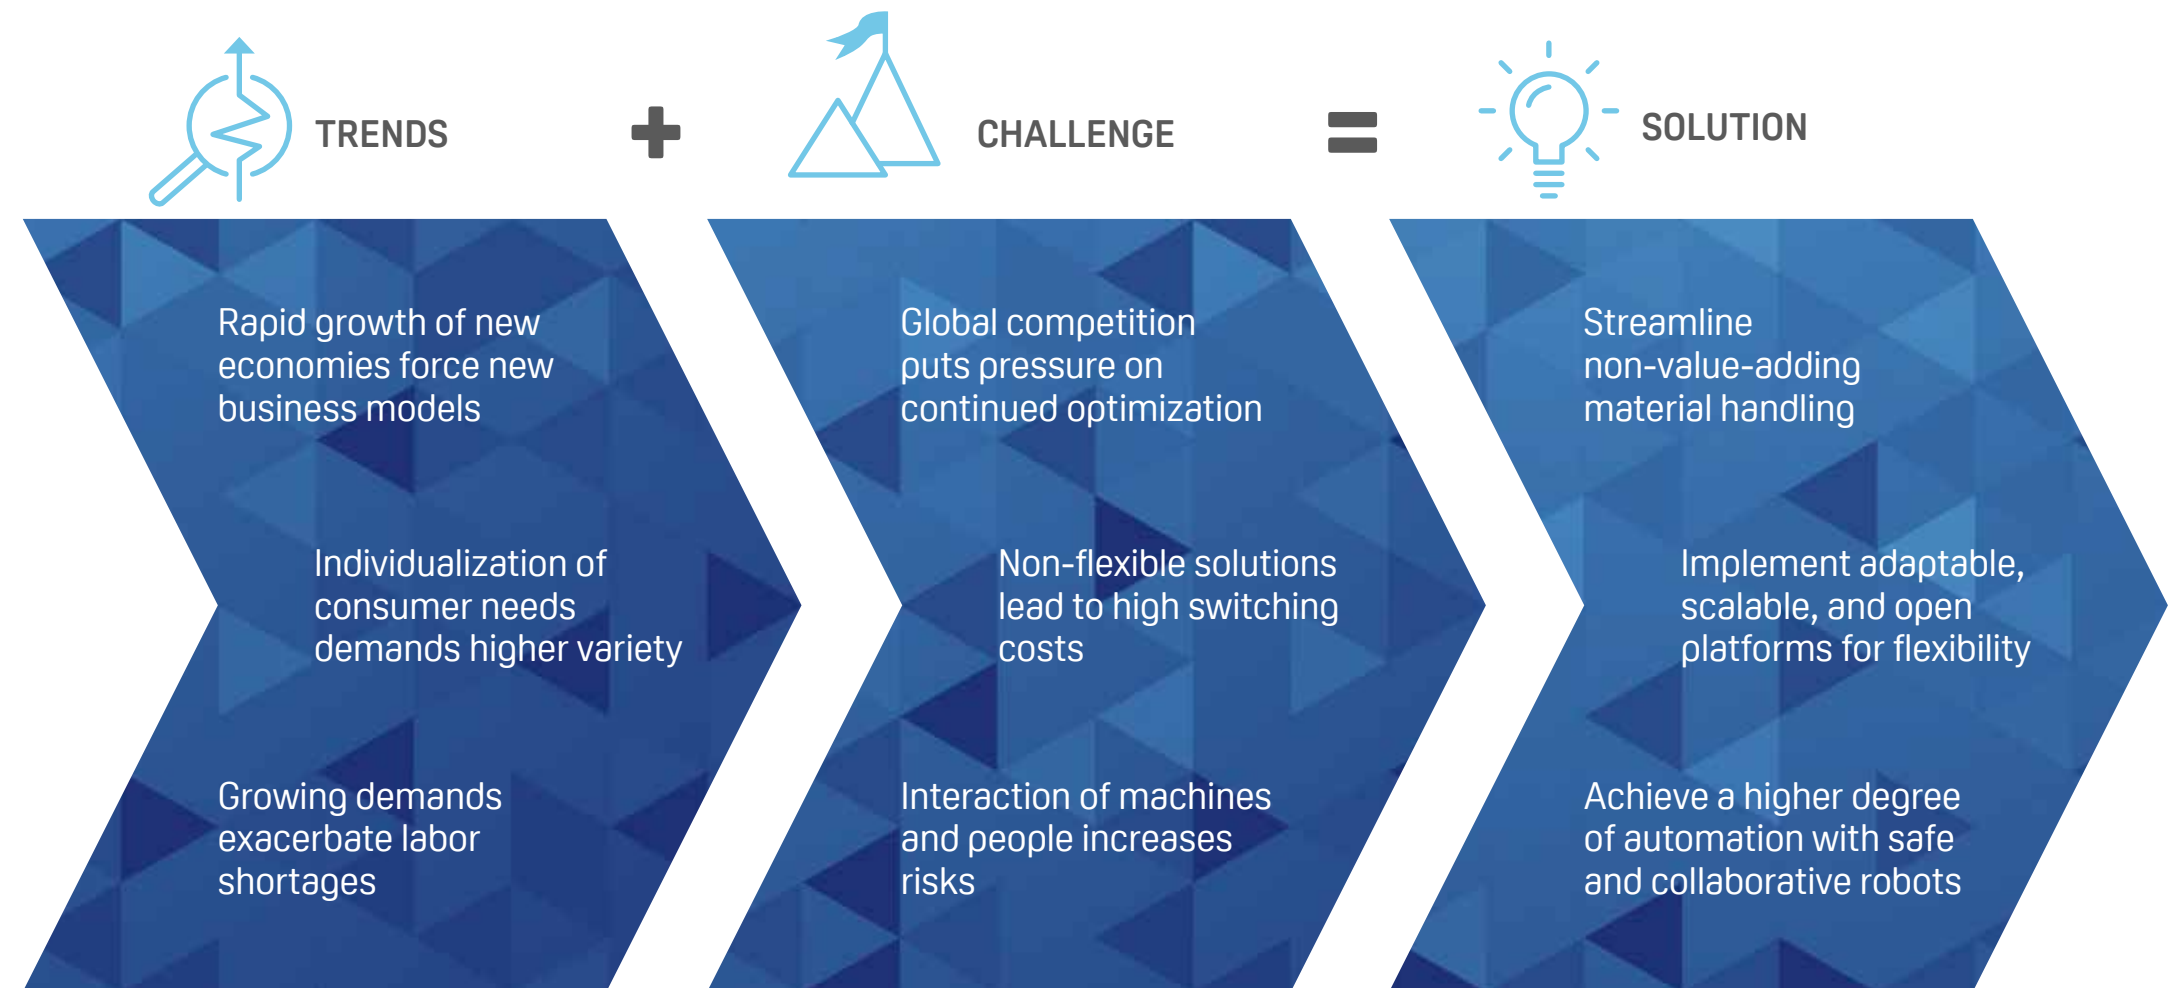 TRENDS
CHALLENGE
SOLUTION
Rapid growth of new
economies force new
business models
Individualization of
consumer needs
demands higher variety
Growing demands
exacerbate labor
shortages
Global competition
puts pressure on
continued optimization
Non-flexible solutions
lead to high switching
costs
Interaction of machines
and people increases
risks
Streamline
non-value-adding
material handling
Implement adaptable,
scalable, and open
platforms for flexibility
Achieve a higher degree
of automation with safe
and collaborative robots